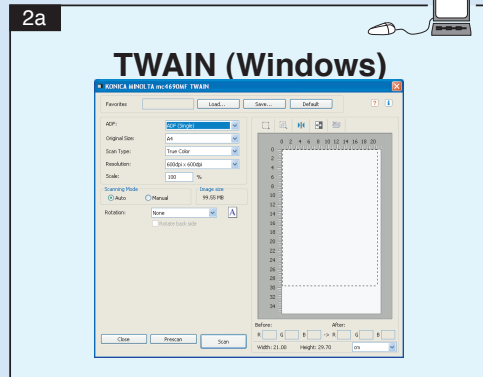 2a
TWAIN (Windows)
KONICA MINOLTA mc4690MF TWAIN
Favorites Load... Save... Default ? i
ADF: ADF (Single)
Original Size: A4
Scan Type: True Color
Resolution: 600dpi x 600dpi
Scale: 100 %
Scanning Mode Image size
Auto Manual 99.55 MB
Rotation: None A
Rotate back side
0 2 4 6 8 10 12 14 16 18 20
0
2
4
6
8
10
12
14
16
18
20
22
24
26
28
30
32
34
Before: After:
R G B -> R G B
Close Prescan Scan
Width: 21.00 Height: 29.70 cm